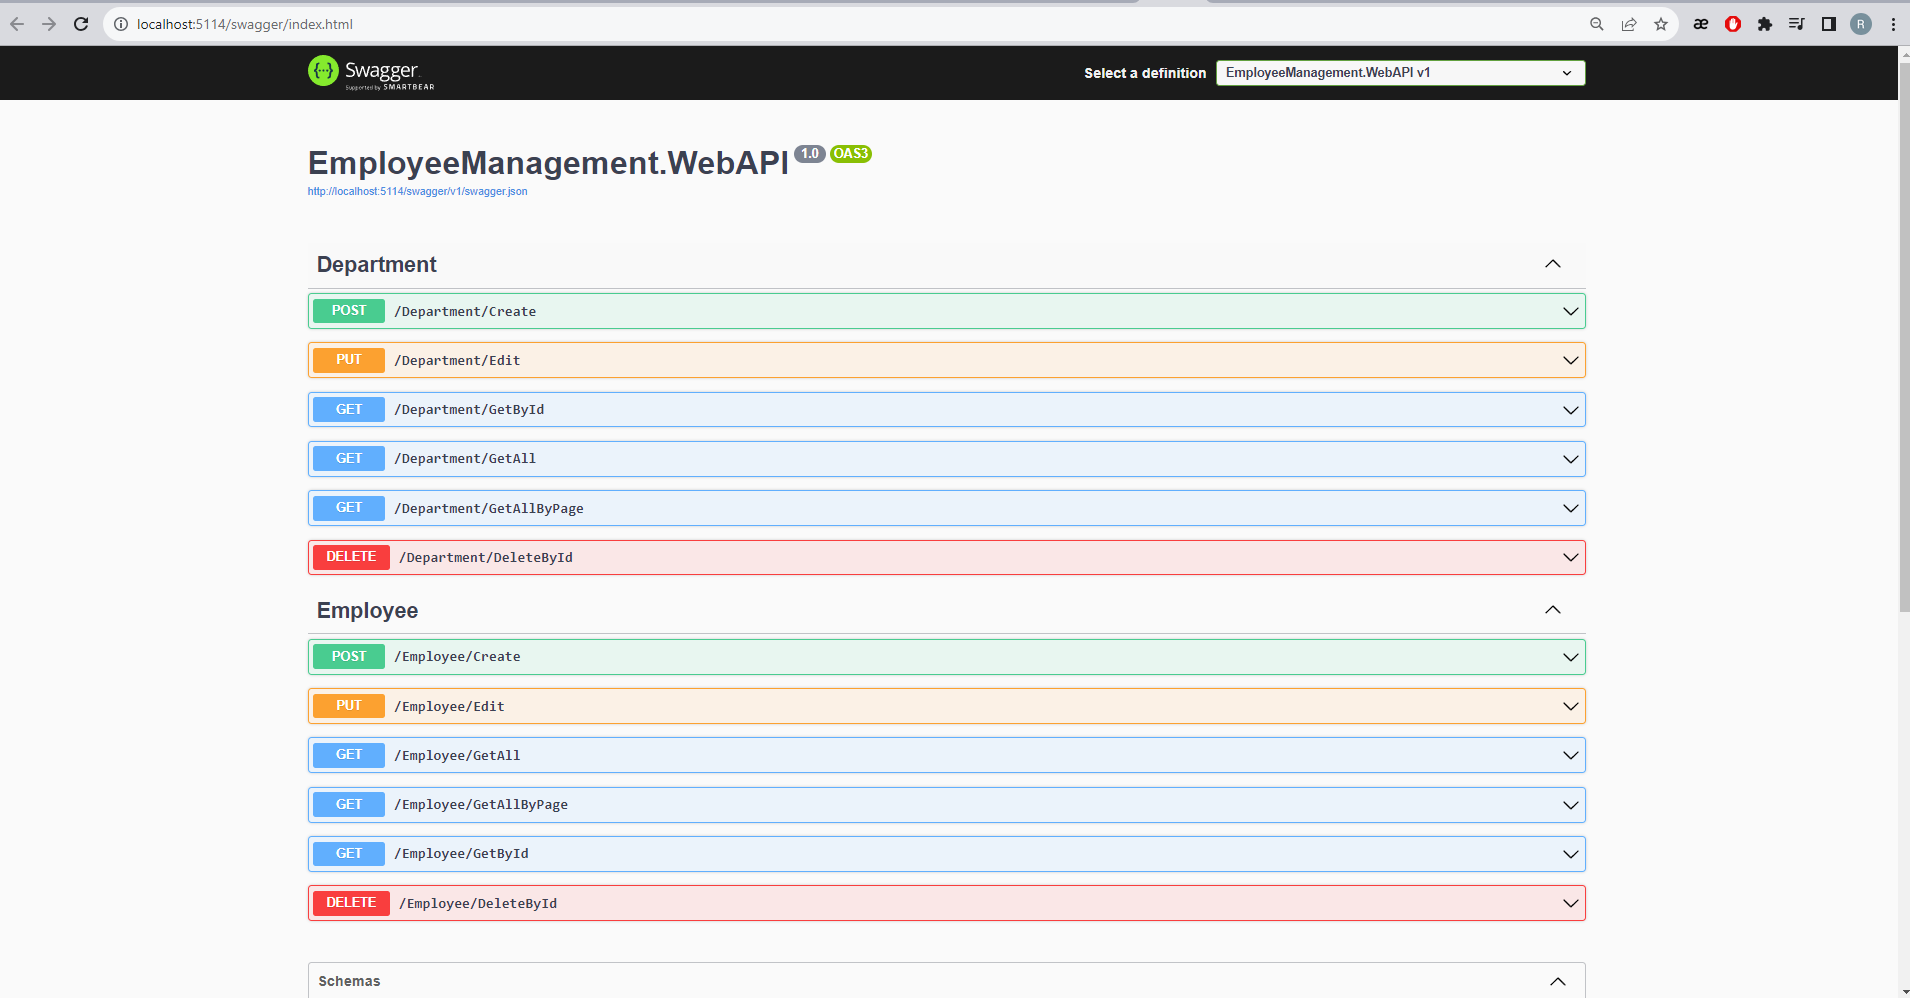 localhost:5114/swagger/index.html
æ
R
{··}
Swagger
Supported by SMARTBEAR
Select a definition
EmployeeManagement.WebAPI v1
EmployeeManagement.WebAPI 1.0 OAS3
http://localhost:5114/swagger/v1/swagger.json
Department
POST /Department/Create
PUT /Department/Edit
GET /Department/GetById
GET /Department/GetAll
GET /Department/GetAllByPage
DELETE /Department/DeleteById
Employee
POST /Employee/Create
PUT /Employee/Edit
GET /Employee/GetAll
GET /Employee/GetAllByPage
GET /Employee/GetById
DELETE /Employee/DeleteById
Schemas